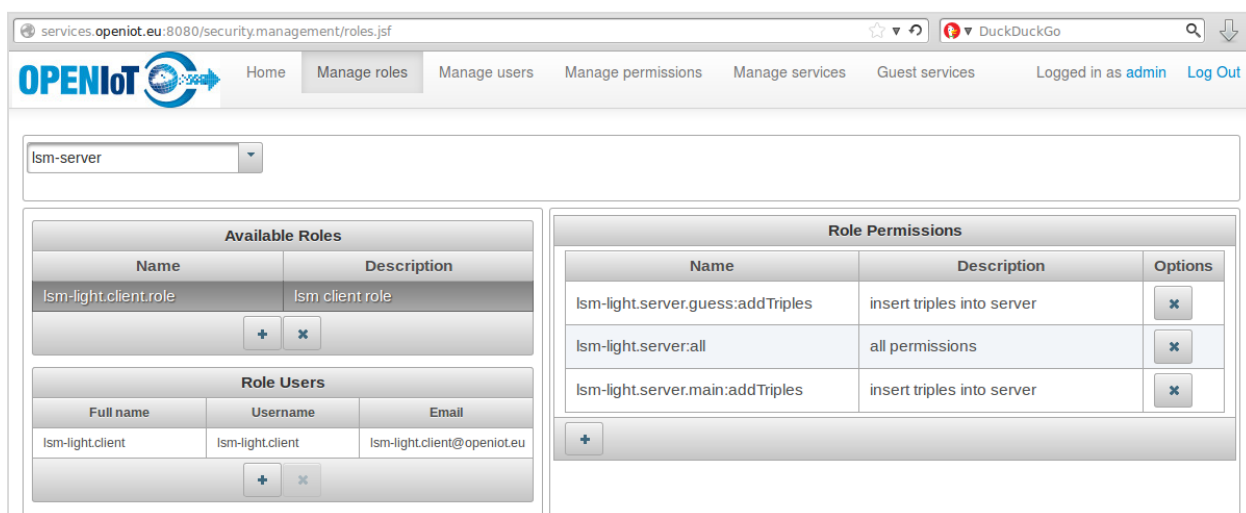 services.openiot.eu:8080/security.management/roles.jsf DuckDuckGo
OPENIoT Home Manage roles Manage users Manage permissions Manage services Guest services Logged in as admin Log Out
lsm-server
Available Roles
Name Description
lsm-light.client.role lsm client role
Role Users
Full name Username Email
lsm-light.client lsm-light.client lsm-light.client@openiot.eu
Role Permissions
Name Description Options
lsm-light.server.guess:addTriples insert triples into server
lsm-light.server:all all permissions
lsm-light.server.main:addTriples insert triples into server